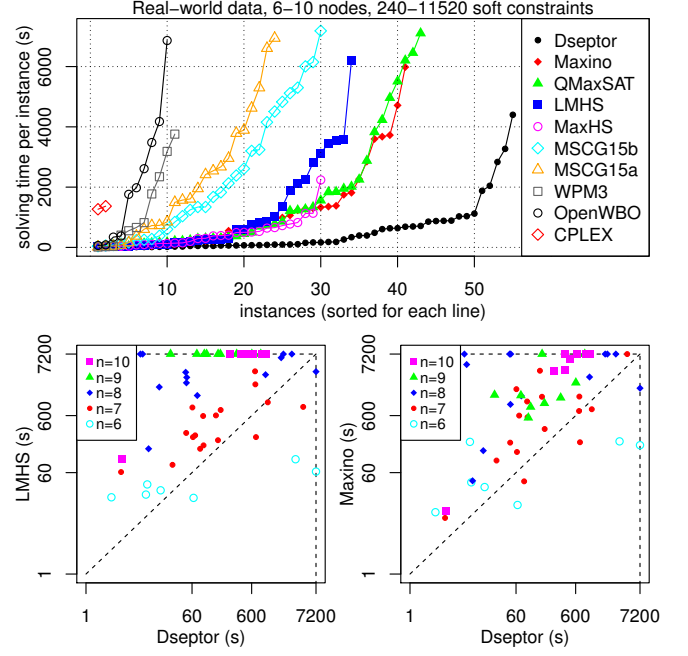 Real-world data, 6-10 nodes, 240-11520 soft constraints
solving time per instance (s)
0 2000 4000 6000
10 20 30 40 50
instances (sorted for each line)
Dseptor
Maxino
QMaxSAT
LMHS
MaxHS
MSCG15b
MSCG15a
WPM3
OpenWBO
CPLEX
LMHS (s)
1 60 600 7200
n=10
n=9
n=8
n=7
n=6
1 60 600 7200
Dseptor (s)
Maxino (s)
1 60 600 7200
n=10
n=9
n=8
n=7
n=6
1 60 600 7200
Dseptor (s)